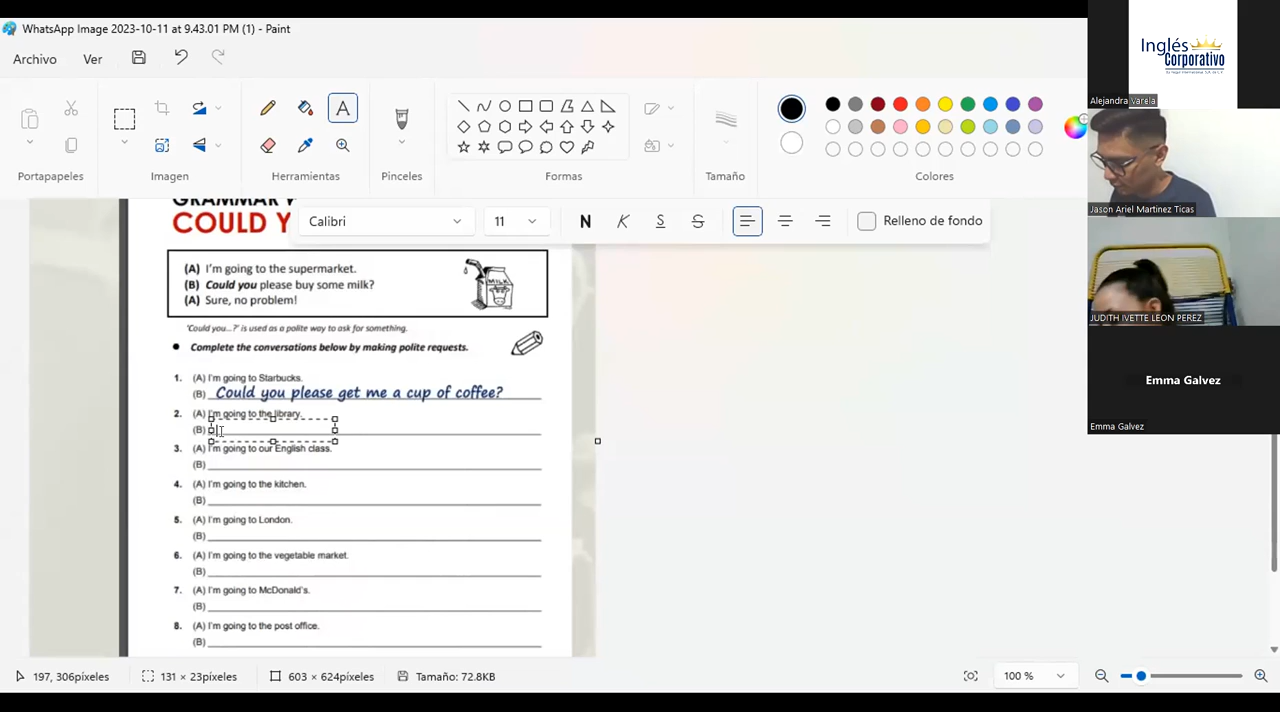 WhatsApp Image 2023-10-11 at 9.43.01 PM (1) - Paint
Archivo
Ver
Portapapeles
Imagen
Herramientas
Pinceles
Formas
Tamaño
Colores
Calibri
11
N
K
S
S
Relleno de fondo
COULD Y
(A) I'm going to the supermarket.
(B) Could you please buy some milk?
(A) Sure, no problem!
MILK
'Could you...?' is used as a polite way to ask for something.
Complete the conversations below by making polite requests.
1. (A) I'm going to Starbucks.
(B) Could you please get me a cup of coffee?
2. (A) I'm going to the library.
(B)
3. (A) I'm going to our English class.
(B)
4. (A) I'm going to the kitchen.
(B)
5. (A) I'm going to London.
(B)
6. (A) I'm going to the vegetable market.
(B)
7. (A) I'm going to McDonald's.
(B)
8. (A) I'm going to the post office.
(B)
197, 306píxeles
131 × 23píxeles
603 × 624píxeles
Tamaño: 72.8KB
100 %
Inglés
Corporativo
Alejandra Varela
Jason Ariel Martinez Ticas
JUDITH IVETTE LEON PEREZ
Emma Galvez
Emma Galvez